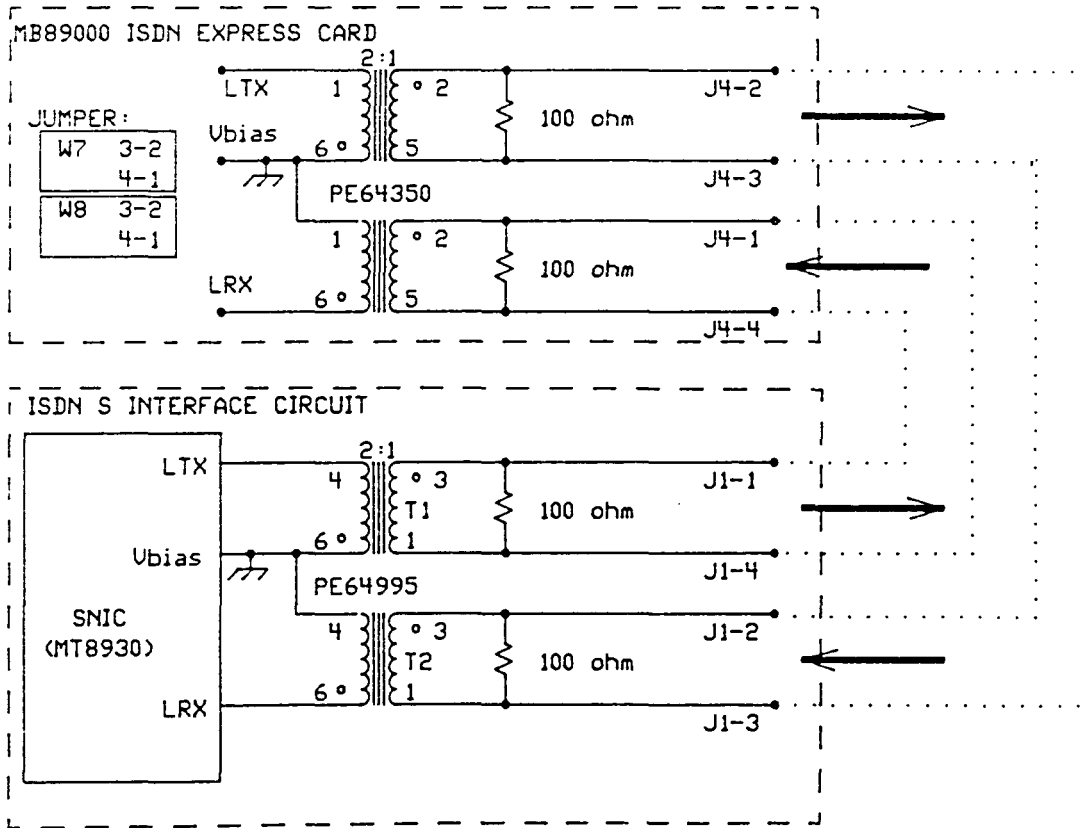 MB89000 ISDN EXPRESS CARD
2:1
LTX 1 2 J4-2
100 ohm
JUMPER:
W7 3-2
4-1
W8 3-2
4-1
Vbias
6 5 J4-3
PE64350
1 2 J4-1
100 ohm
LRX
6 5 J4-4
ISDN S INTERFACE CIRCUIT
2:1
LTX 4 3 J1-1
T1 100 ohm
Vbias 6 1 J1-4
PE64995
SNIC
(MT8930)
4 3 J1-2
T2 100 ohm
LRX 6 1 J1-3